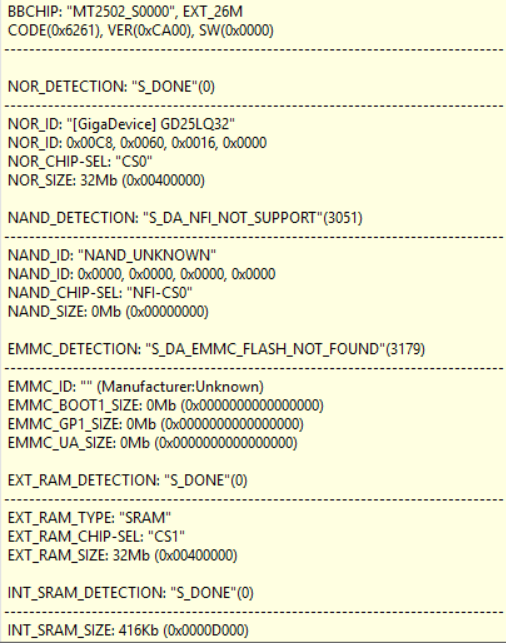 BBCHIP: "MT2502_S0000", EXT_26M
CODE(0x6261), VER(0xCA00), SW(0x0000)
NOR_DETECTION: "S_DONE"(0)
NOR_ID: "[GigaDevice] GD25LQ32"
NOR_ID: 0x00C8, 0x0060, 0x0016, 0x0000
NOR_CHIP-SEL: "CS0"
NOR_SIZE: 32Mb (0x00400000)
NAND_DETECTION: "S_DA_NFI_NOT_SUPPORT"(3051)
NAND_ID: "NAND_UNKNOWN"
NAND_ID: 0x0000, 0x0000, 0x0000, 0x0000
NAND_CHIP-SEL: "NFI-CS0"
NAND_SIZE: 0Mb (0x00000000)
EMMC_DETECTION: "S_DA_EMMC_FLASH_NOT_FOUND"(3179)
EMMC_ID: "" (Manufacturer:Unknown)
EMMC_BOOT1_SIZE: 0Mb (0x0000000000000000)
EMMC_GP1_SIZE: 0Mb (0x0000000000000000)
EMMC_UA_SIZE: 0Mb (0x0000000000000000)
EXT_RAM_DETECTION: "S_DONE"(0)
EXT_RAM_TYPE: "SRAM"
EXT_RAM_CHIP-SEL: "CS1"
EXT_RAM_SIZE: 32Mb (0x00400000)
INT_SRAM_DETECTION: "S_DONE"(0)
INT_SRAM_SIZE: 416Kb (0x0000D000)